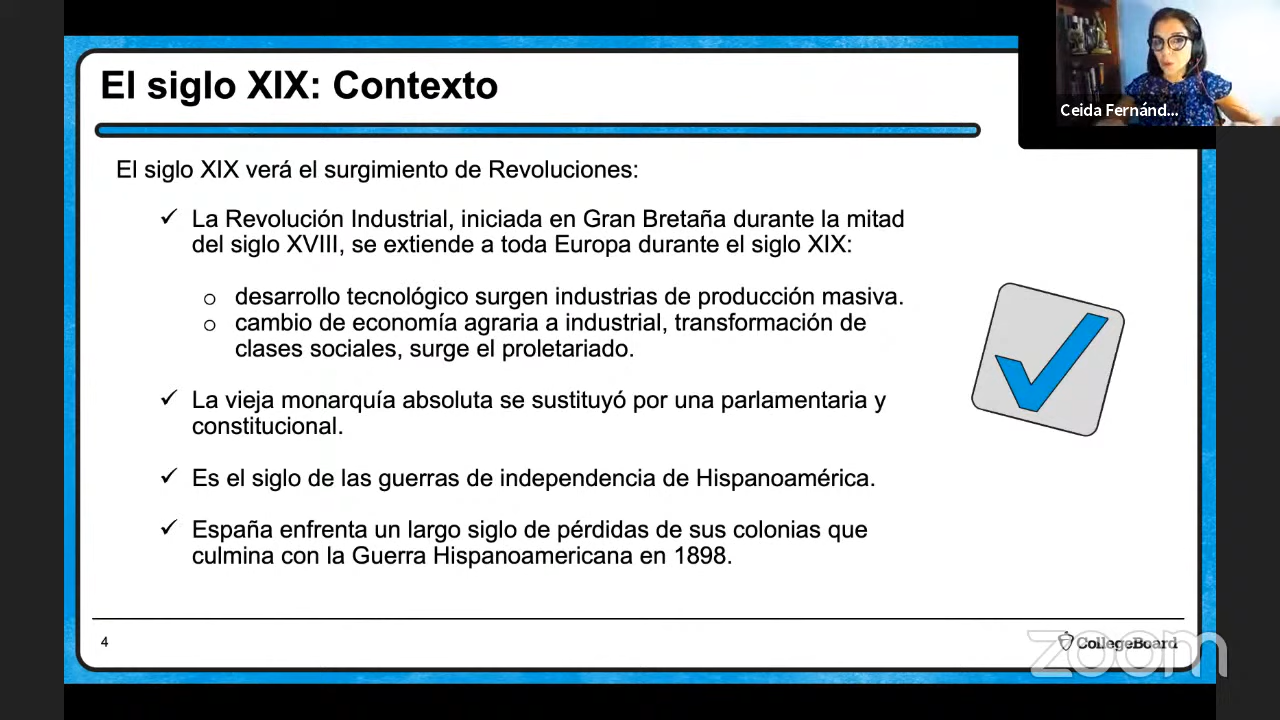 El siglo XIX: Contexto
Ceida Fernánd...
El siglo XIX verá el surgimiento de Revoluciones:
✓ La Revolución Industrial, iniciada en Gran Bretaña durante la mitad
del siglo XVIII, se extiende a toda Europa durante el siglo XIX:
o desarrollo tecnológico surgen industrias de producción masiva.
o cambio de economía agraria a industrial, transformación de
clases sociales, surge el proletariado.
✓ La vieja monarquía absoluta se sustituyó por una parlamentaria y
constitucional.
✓ Es el siglo de las guerras de independencia de Hispanoamérica.
✓ España enfrenta un largo siglo de pérdidas de sus colonias que
culmina con la Guerra Hispanoamericana en 1898.
4
CollegeBoard
zoom